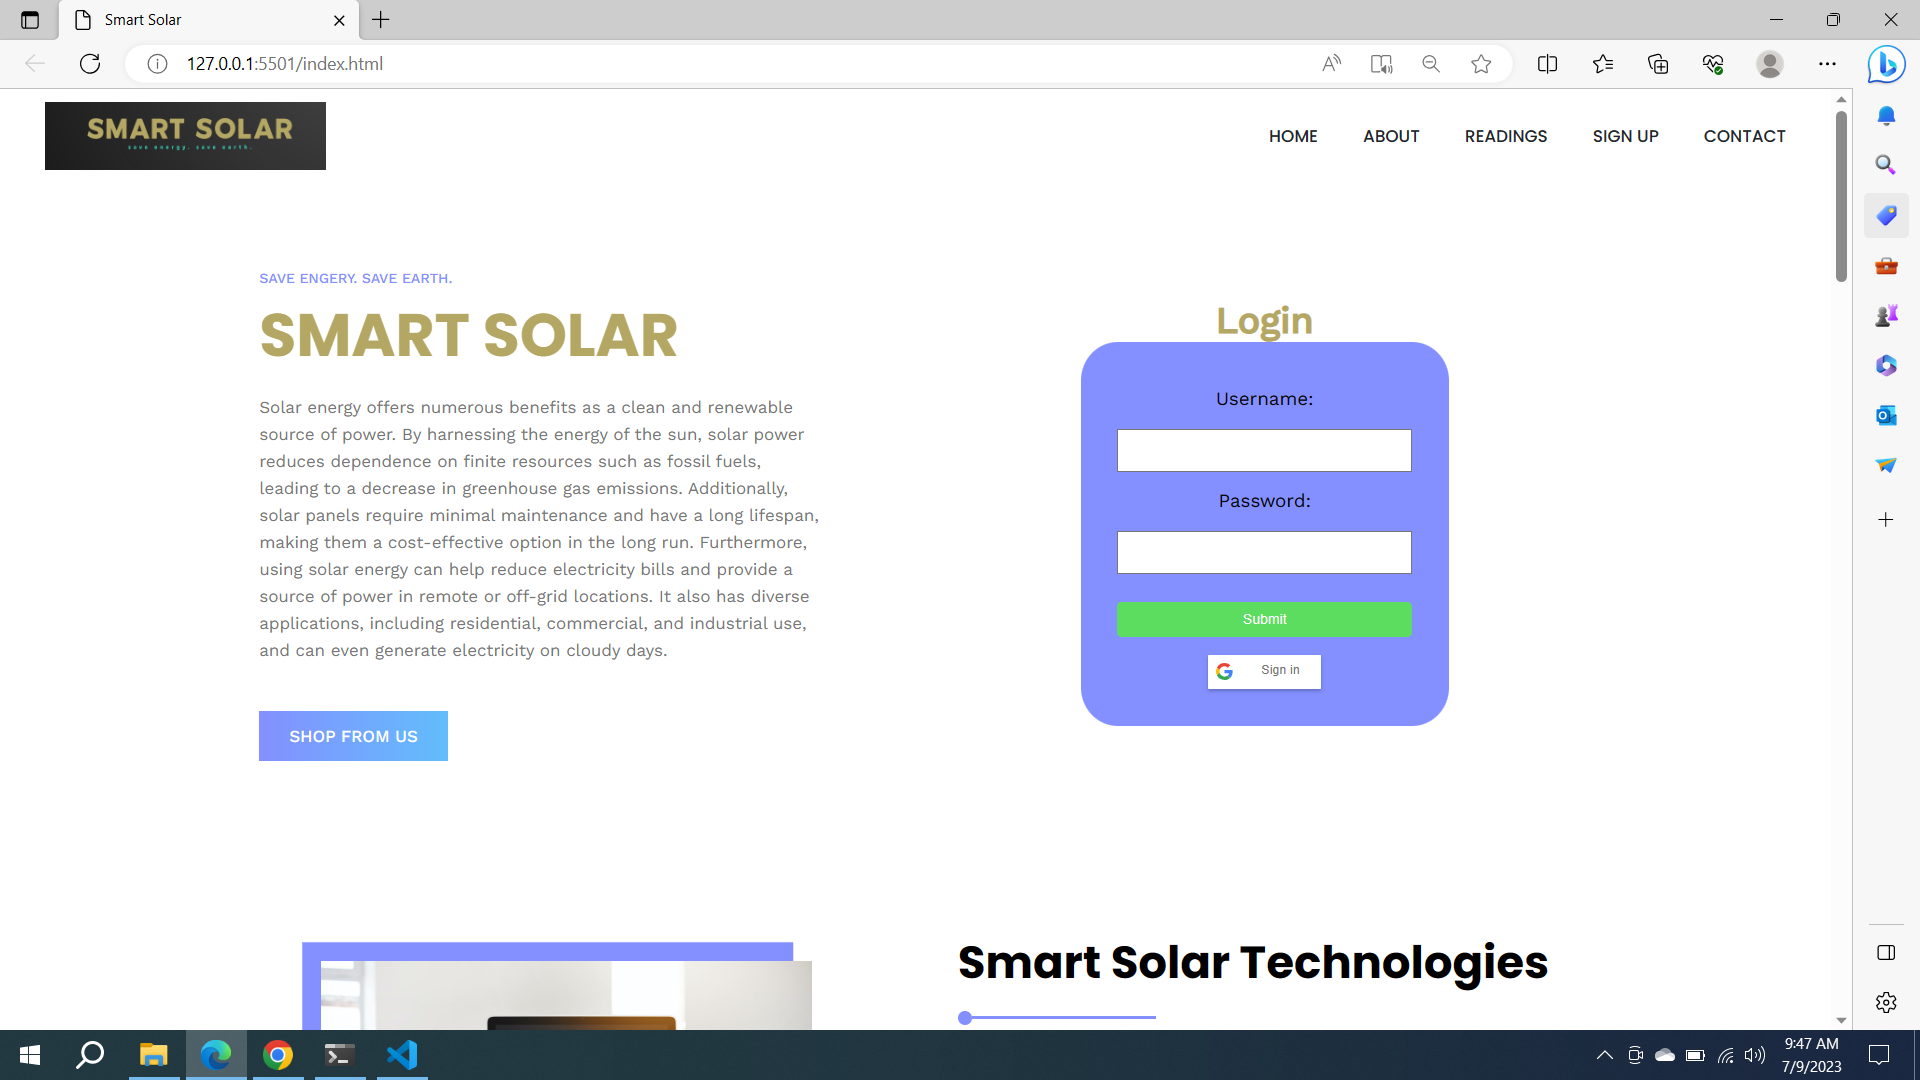 Smart Solar
127.0.0.1:5501/index.html
SMART SOLAR
save energy. save earth.
HOME ABOUT READINGS SIGN UP CONTACT
SAVE ENGERY. SAVE EARTH.
SMART SOLAR
Solar energy offers numerous benefits as a clean and renewable
source of power. By harnessing the energy of the sun, solar power
reduces dependence on finite resources such as fossil fuels,
leading to a decrease in greenhouse gas emissions. Additionally,
solar panels require minimal maintenance and have a long lifespan,
making them a cost-effective option in the long run. Furthermore,
using solar energy can help reduce electricity bills and provide a
source of power in remote or off-grid locations. It also has diverse
applications, including residential, commercial, and industrial use,
and can even generate electricity on cloudy days.
SHOP FROM US
Login
Username:
Password:
Submit
Sign in
Smart Solar Technologies
9:47 AM
7/9/2023